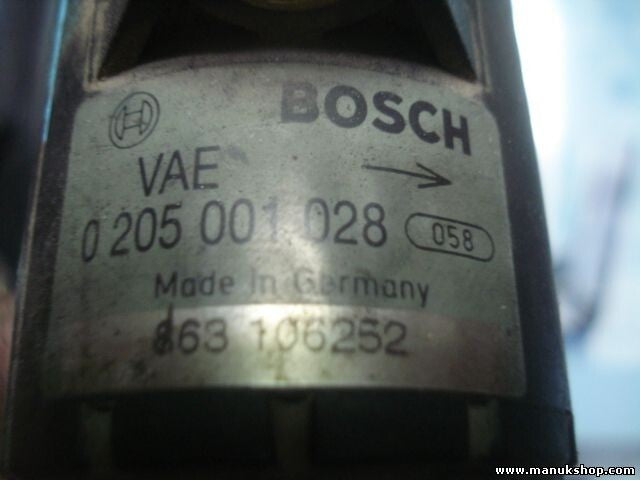 BOSCH
VAE
0 205 001 028 058
Made in Germany
863 106252
www.manukshop.com